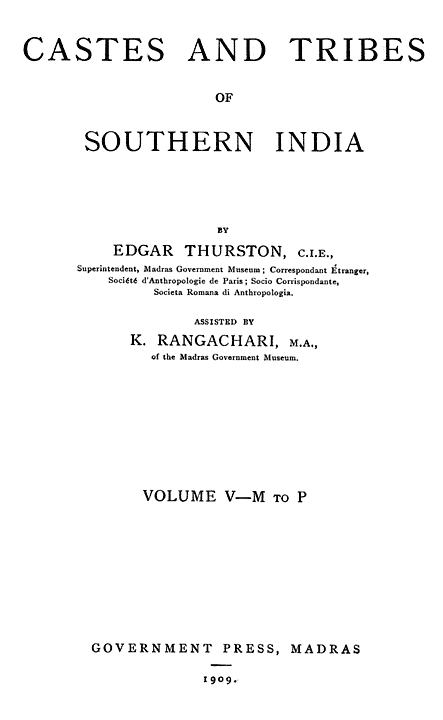 CASTES AND TRIBES
OF
SOUTHERN INDIA
BY
EDGAR THURSTON, C.I.E.,
Superintendent, Madras Government Museum; Correspondant Étranger,
Société d'Anthropologie de Paris; Socio Corrispondante,
Societa Romana di Anthropologia.
ASSISTED BY
K. RANGACHARI, M.A.,
of the Madras Government Museum.
VOLUME V—M TO P
GOVERNMENT PRESS, MADRAS
1909.